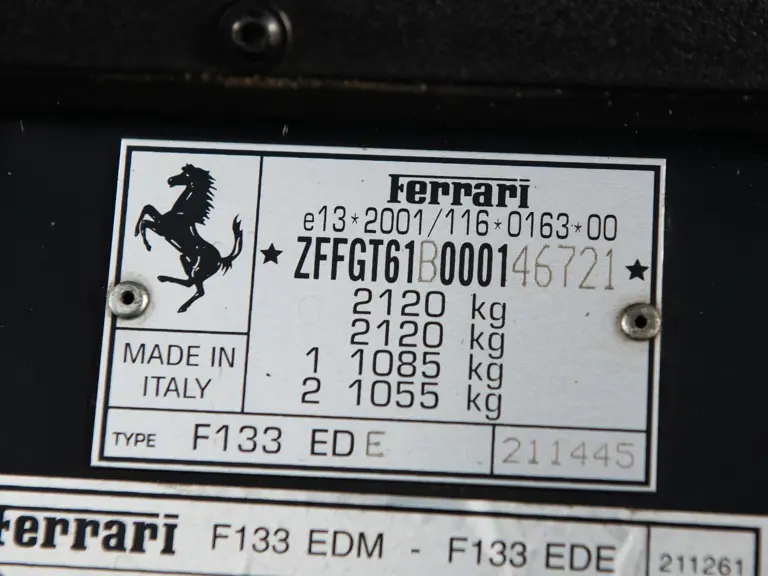 Ferrari
e13*2001/116*0163*00
★ ZFFGT61B000146721 ★
2120 kg
2120 kg
1 1085 kg
2 1055 kg
MADE IN
ITALY
TYPE F133 EDE 211445
Ferrari F133 EDM - F133 EDE 211261